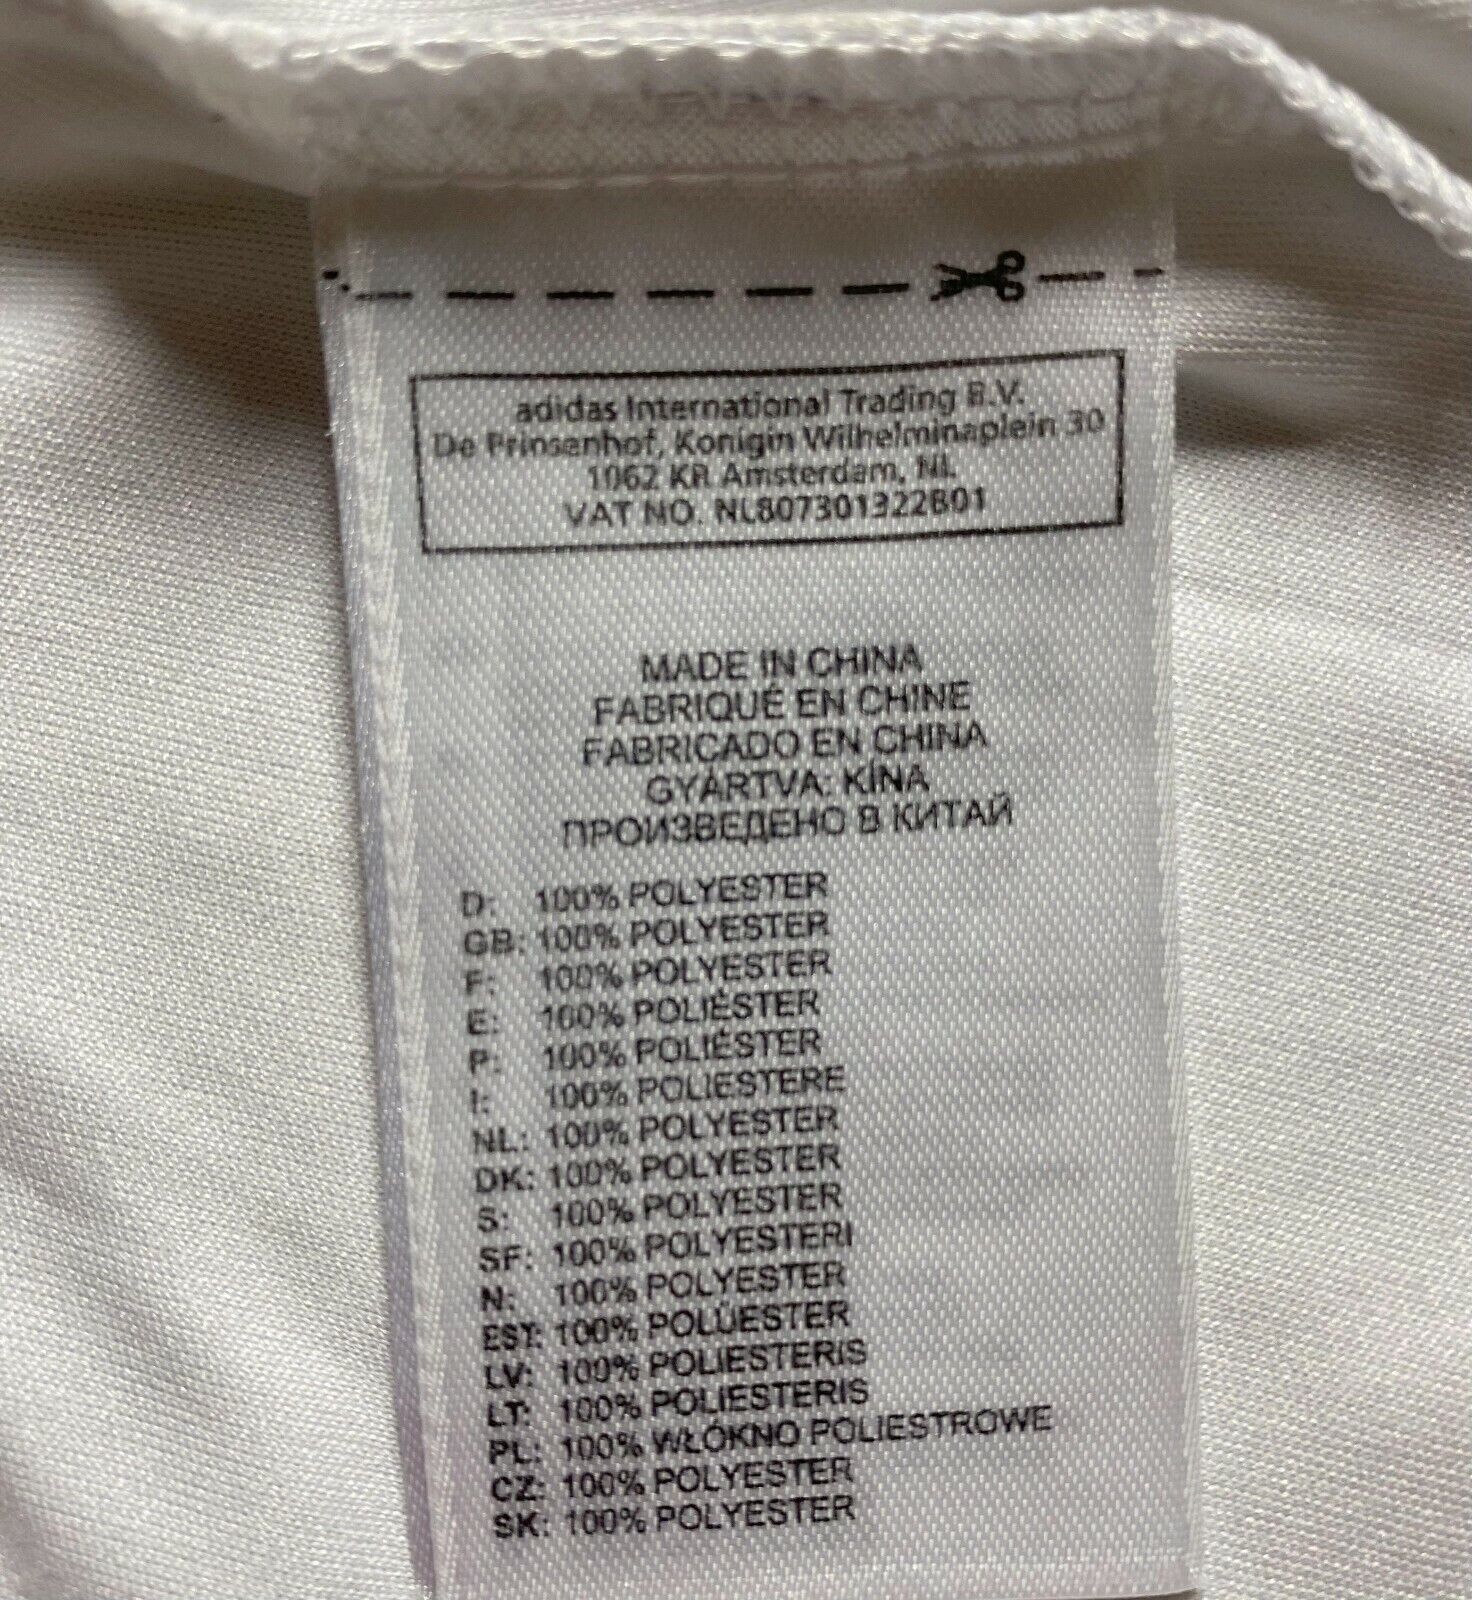 adidas International Trading B.V.
De Prinsenhof, Konigin Wilhelminaplein 30
1062 KR Amsterdam, NL
VAT NO. NL807301322B01
MADE IN CHINA
FABRIQUÉ EN CHINE
FABRICADO EN CHINA
GYÁRTVA: KÍNA
ПРОИЗВЕДЕНО В КИТАЙ
D: 100% POLYESTER
GB: 100% POLYESTER
F: 100% POLYESTER
E: 100% POLIÉSTER
P: 100% POLIÉSTER
I: 100% POLIESTERE
NL: 100% POLYESTER
DK: 100% POLYESTER
S: 100% POLYESTER
SF: 100% POLYESTERI
N: 100% POLYESTER
EST: 100% POLÜESTER
LV: 100% POLIESTERIS
LT: 100% POLIESTERIS
PL: 100% WŁÓKNO POLIESTROWE
CZ: 100% POLYESTER
SK: 100% POLYESTER